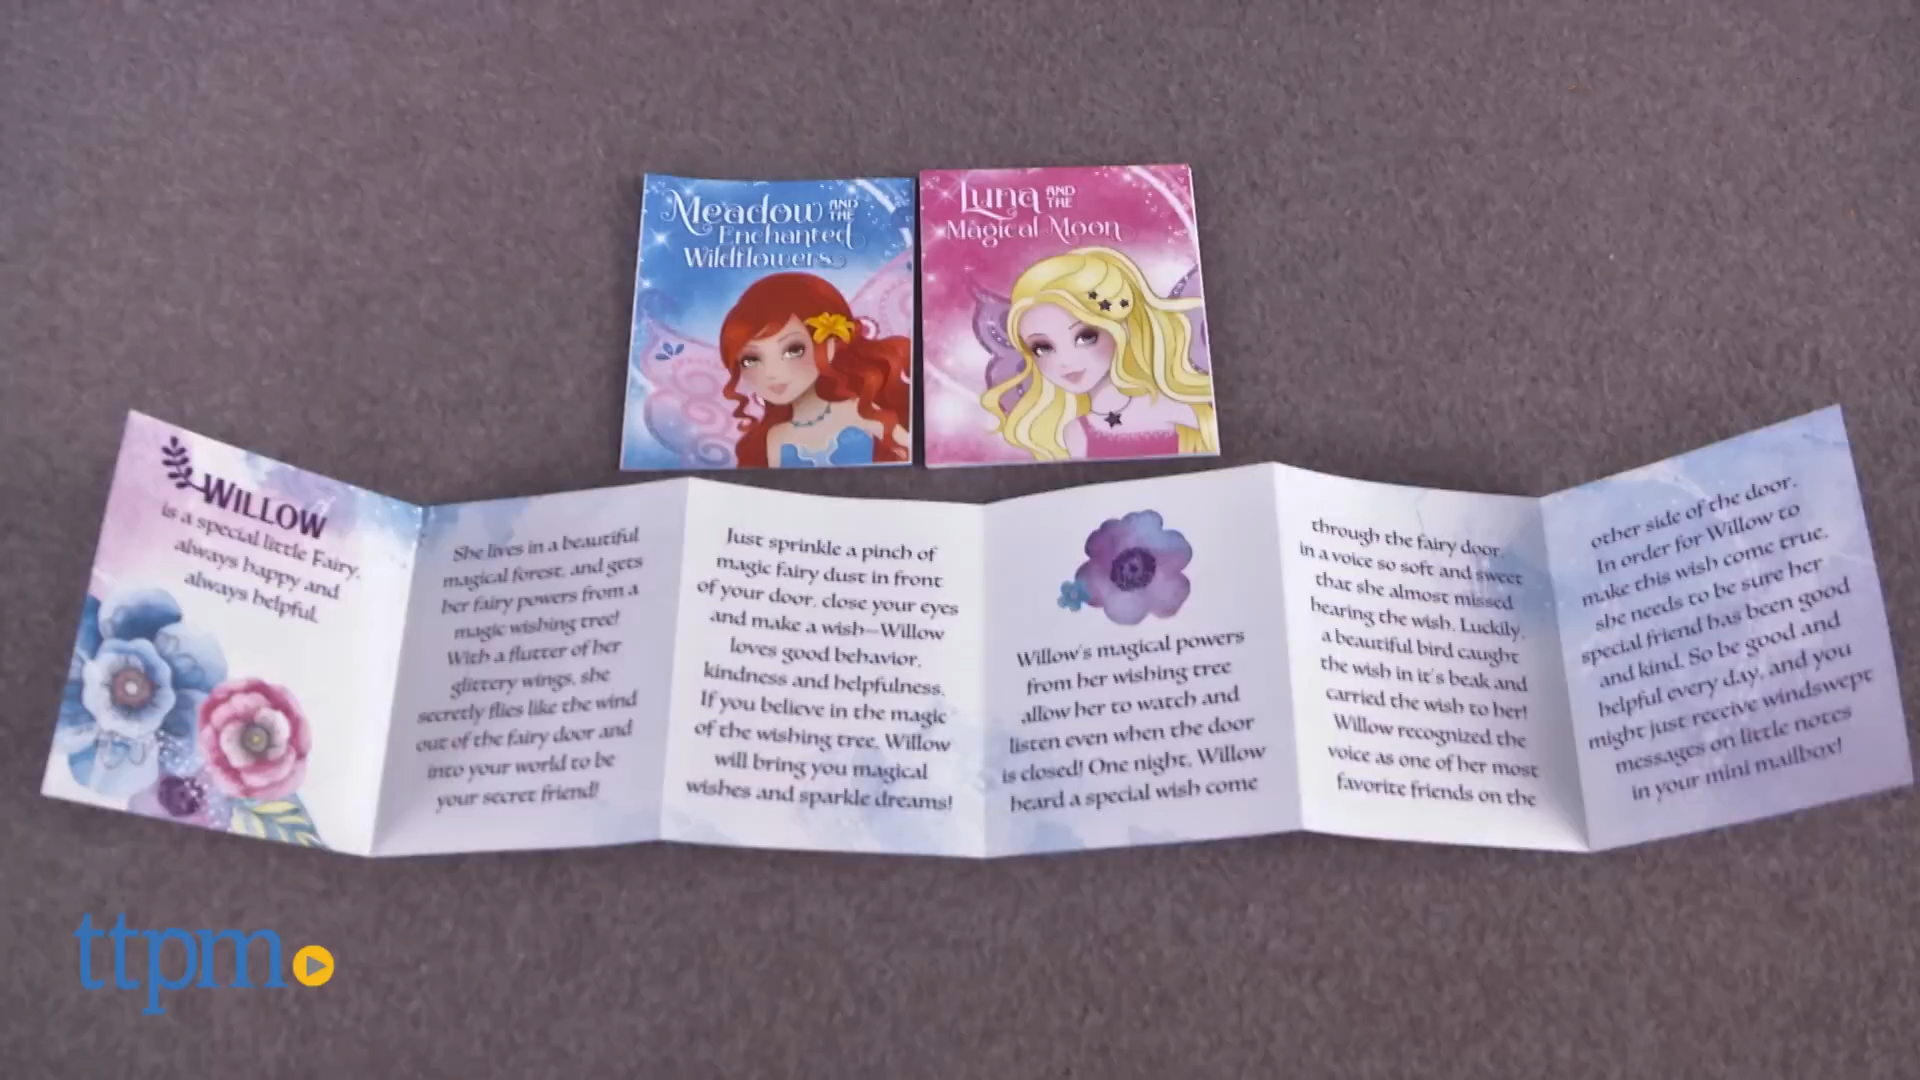 Meadow AND THE
Enchanted
Wildflowers
Luna AND THE
Magical Moon
WILLOW
is a special little Fairy,
always happy and
always helpful.
She lives in a beautiful
magical forest, and gets
her fairy powers from a
magic wishing tree!
With a flutter of her
glittery wings, she
secretly flies like the wind
out of the fairy door and
into your world to be
your secret friend!
Just sprinkle a pinch of
magic fairy dust in front
of your door, close your eyes
and make a wish—Willow
loves good behavior,
kindness and helpfulness.
If you believe in the magic
of the wishing tree, Willow
will bring you magical
wishes and sparkle dreams!
Willow's magical powers
from her wishing tree
allow her to watch and
listen even when the door
is closed! One night, Willow
heard a special wish come
through the fairy door,
in a voice so soft and sweet
that she almost missed
hearing the wish. Luckily,
a beautiful bird caught
the wish in it's beak and
carried the wish to her!
Willow recognized the
voice as one of her most
favorite friends on the
other side of the door.
In order for Willow to
make this wish come true,
she needs to be sure her
special friend has been good
and kind. So be good and
helpful every day, and you
might just receive windswept
messages on little notes
in your mini mailbox!
ttpm